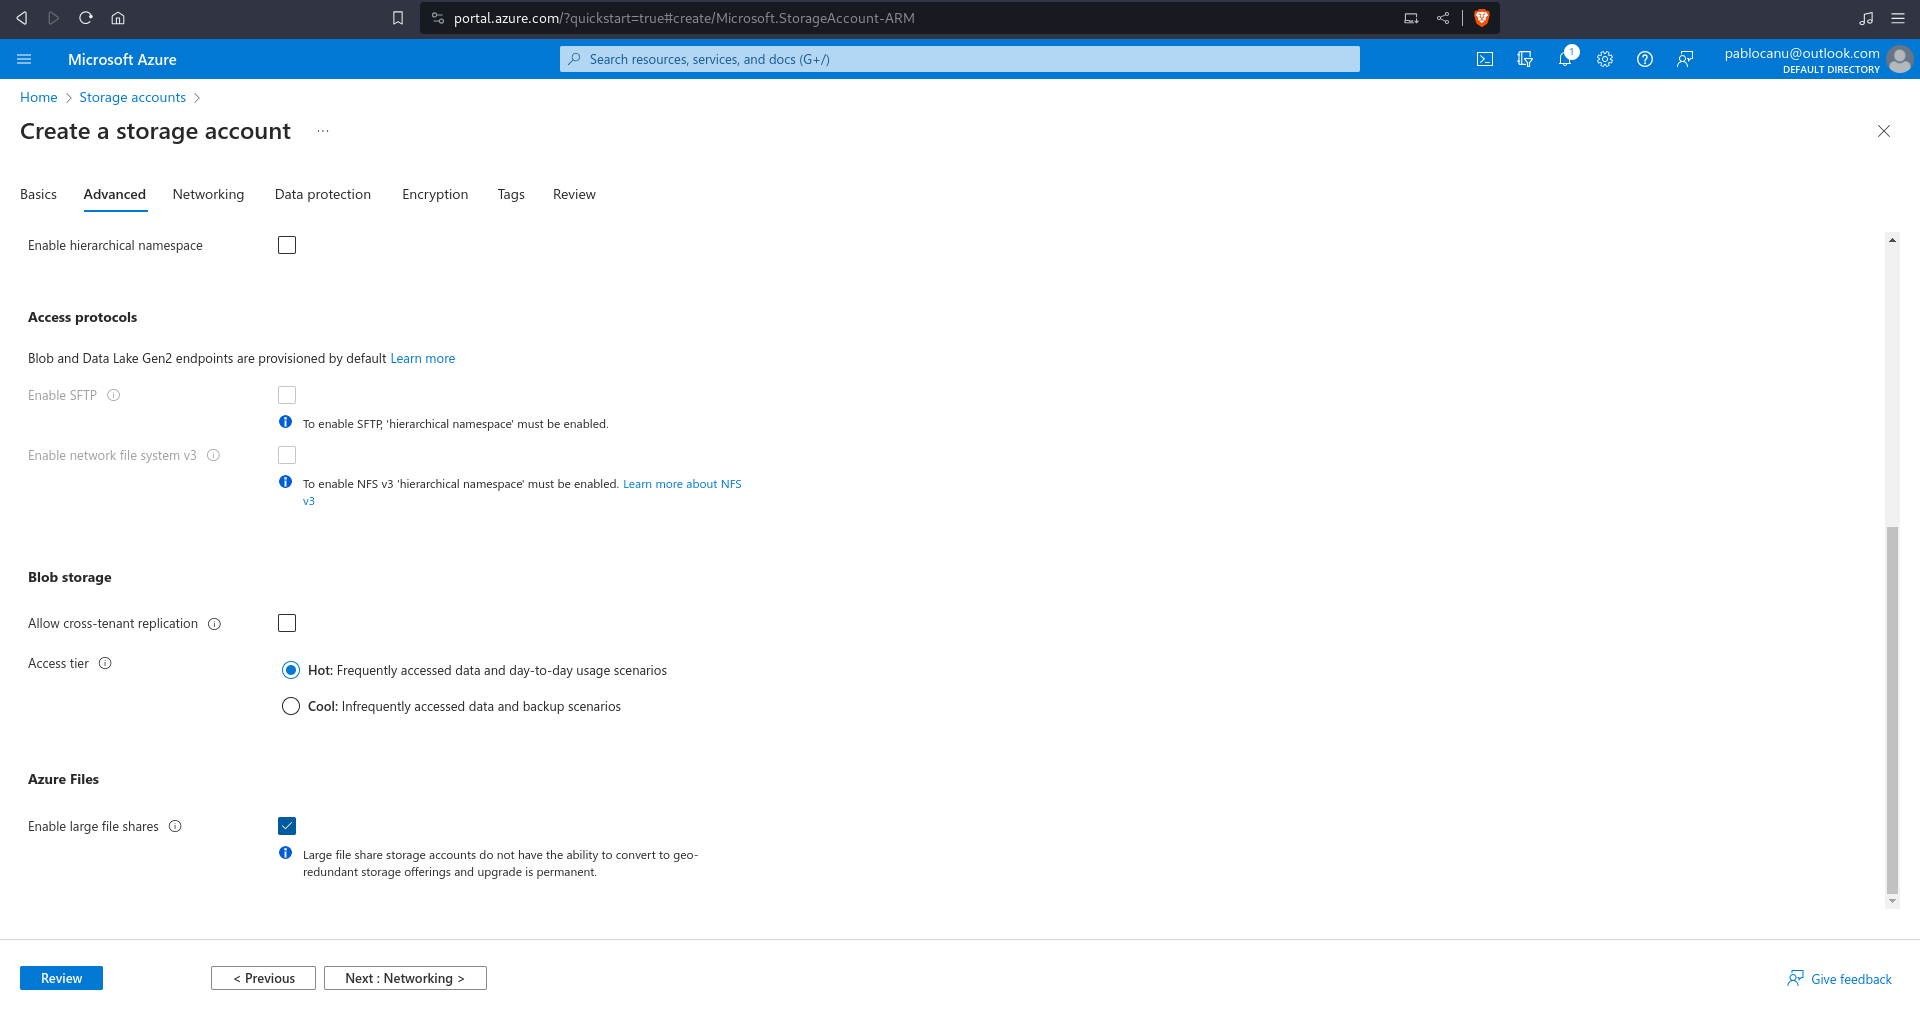 portal.azure.com/?quickstart=true#create/Microsoft.StorageAccount-ARM
Microsoft Azure
Search resources, services, and docs (G+/)
1
pablocanu@outlook.com
DEFAULT DIRECTORY
Home > Storage accounts >
Create a storage account ...
Basics Advanced Networking Data protection Encryption Tags Review
Enable hierarchical namespace
Access protocols
Blob and Data Lake Gen2 endpoints are provisioned by default Learn more
Enable SFTP
To enable SFTP, 'hierarchical namespace' must be enabled.
Enable network file system v3
To enable NFS v3 'hierarchical namespace' must be enabled. Learn more about NFS
v3
Blob storage
Allow cross-tenant replication
Access tier
Hot: Frequently accessed data and day-to-day usage scenarios
Cool: Infrequently accessed data and backup scenarios
Azure Files
Enable large file shares
Large file share storage accounts do not have the ability to convert to geo-
redundant storage offerings and upgrade is permanent.
Review
< Previous
Next : Networking >
Give feedback